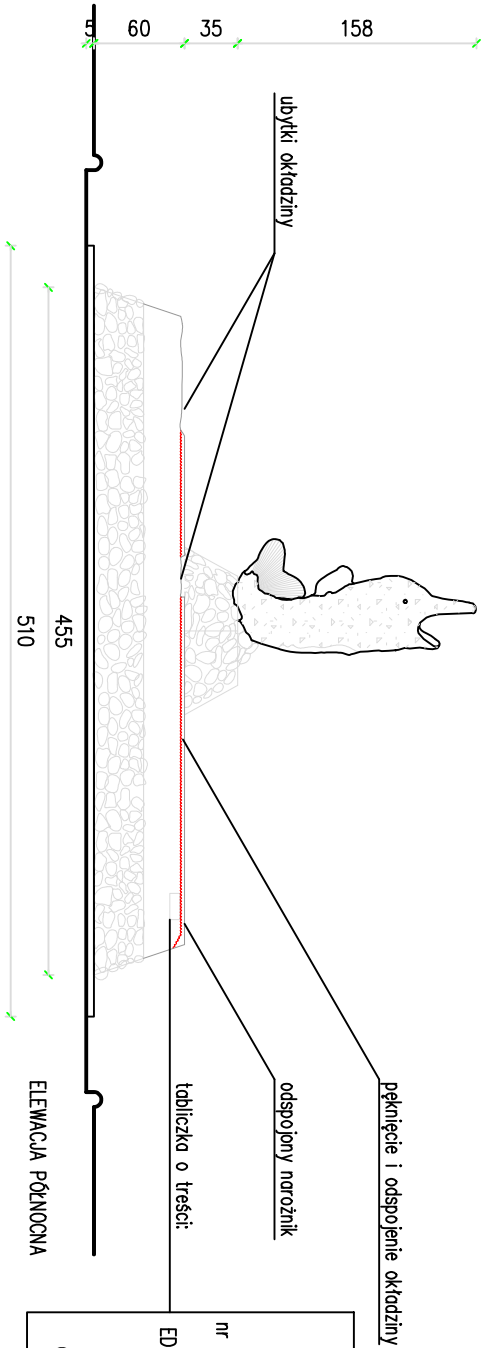 158
35
60
5
ubytki okładziny
pęknięcie i odspojenie okładziny
odspojony narożnik
tabliczka o treści:
nr
ED
455
510
ELEWACJA PÓŁNOCNA